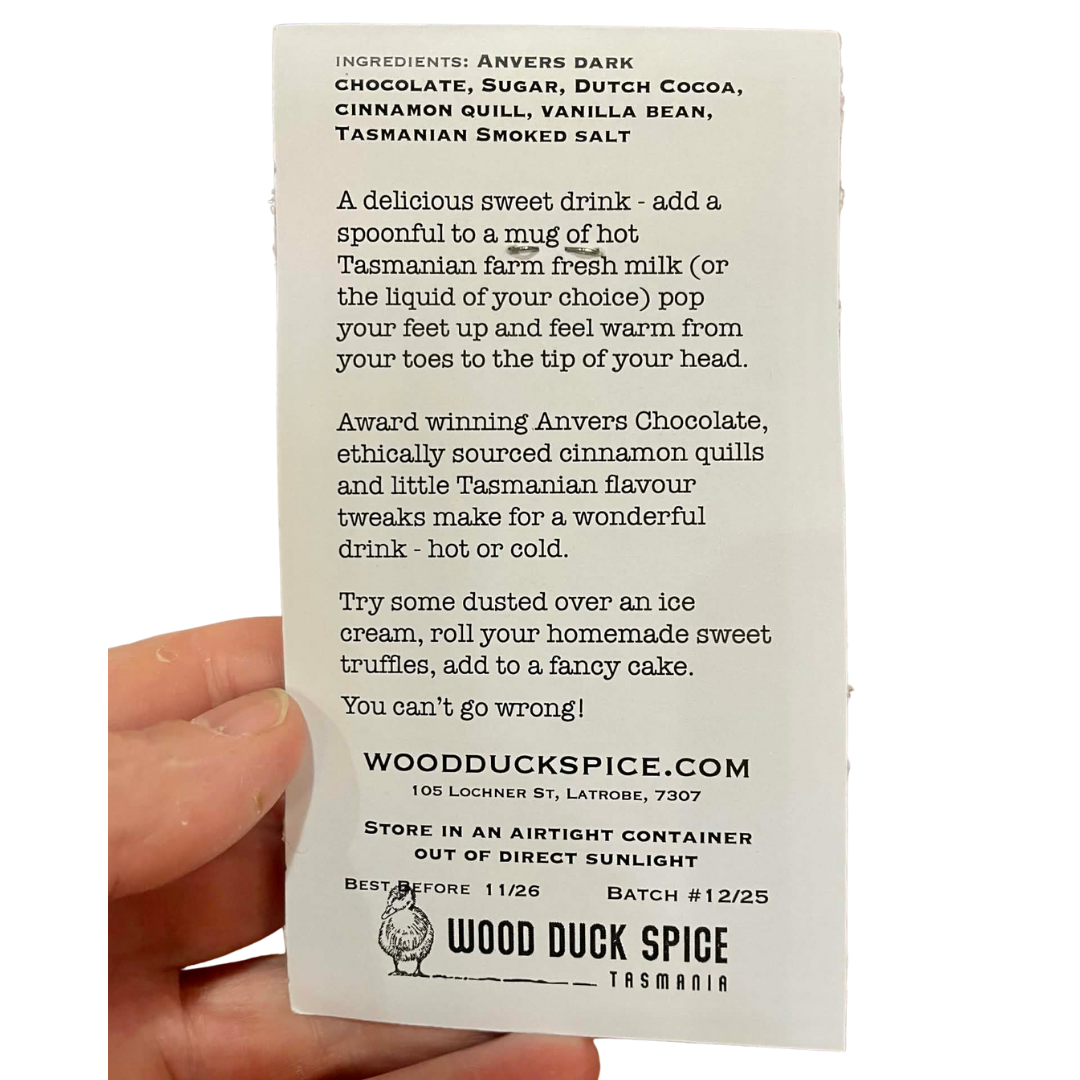 INGREDIENTS: ANVERS DARK
CHOCOLATE, SUGAR, DUTCH COCOA,
CINNAMON QUILL, VANILLA BEAN,
TASMANIAN SMOKED SALT
A delicious sweet drink - add a
spoonful to a mug of hot
Tasmanian farm fresh milk (or
the liquid of your choice) pop
your feet up and feel warm from
your toes to the tip of your head.
Award winning Anvers Chocolate,
ethically sourced cinnamon quills
and little Tasmanian flavour
tweaks make for a wonderful
drink - hot or cold.
Try some dusted over an ice
cream, roll your homemade sweet
truffles, add to a fancy cake.
You can't go wrong!
WOODDUCKSPICE.COM
105 LOCHNER ST, LATROBE, 7307
STORE IN AN AIRTIGHT CONTAINER
OUT OF DIRECT SUNLIGHT
BEST BEFORE 11/26 BATCH #12/25
WOOD DUCK SPICE
TASMANIA